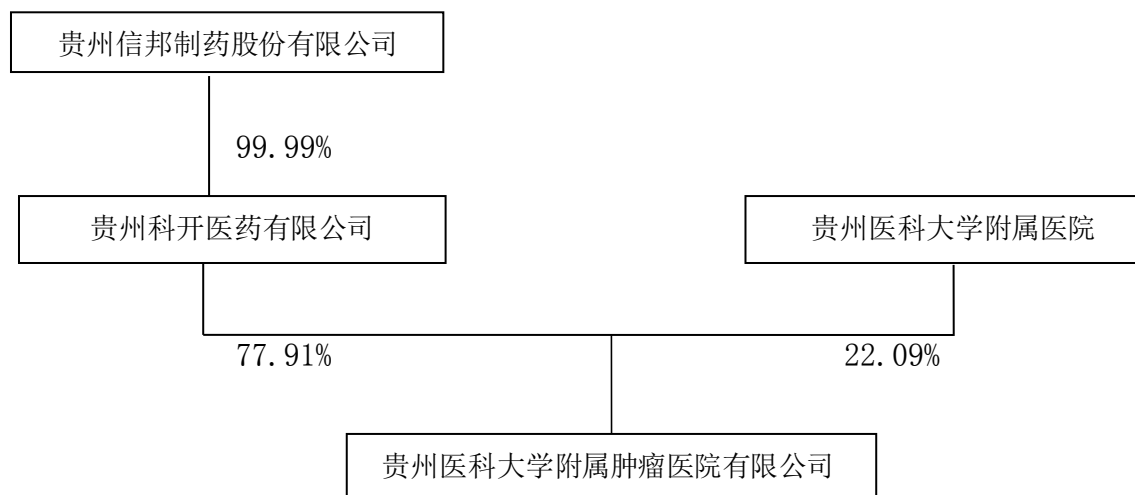 贵州信邦制药股份有限公司
99.99%
贵州科开医药有限公司
贵州医科大学附属医院
77.91%
22.09%
贵州医科大学附属肿瘤医院有限公司